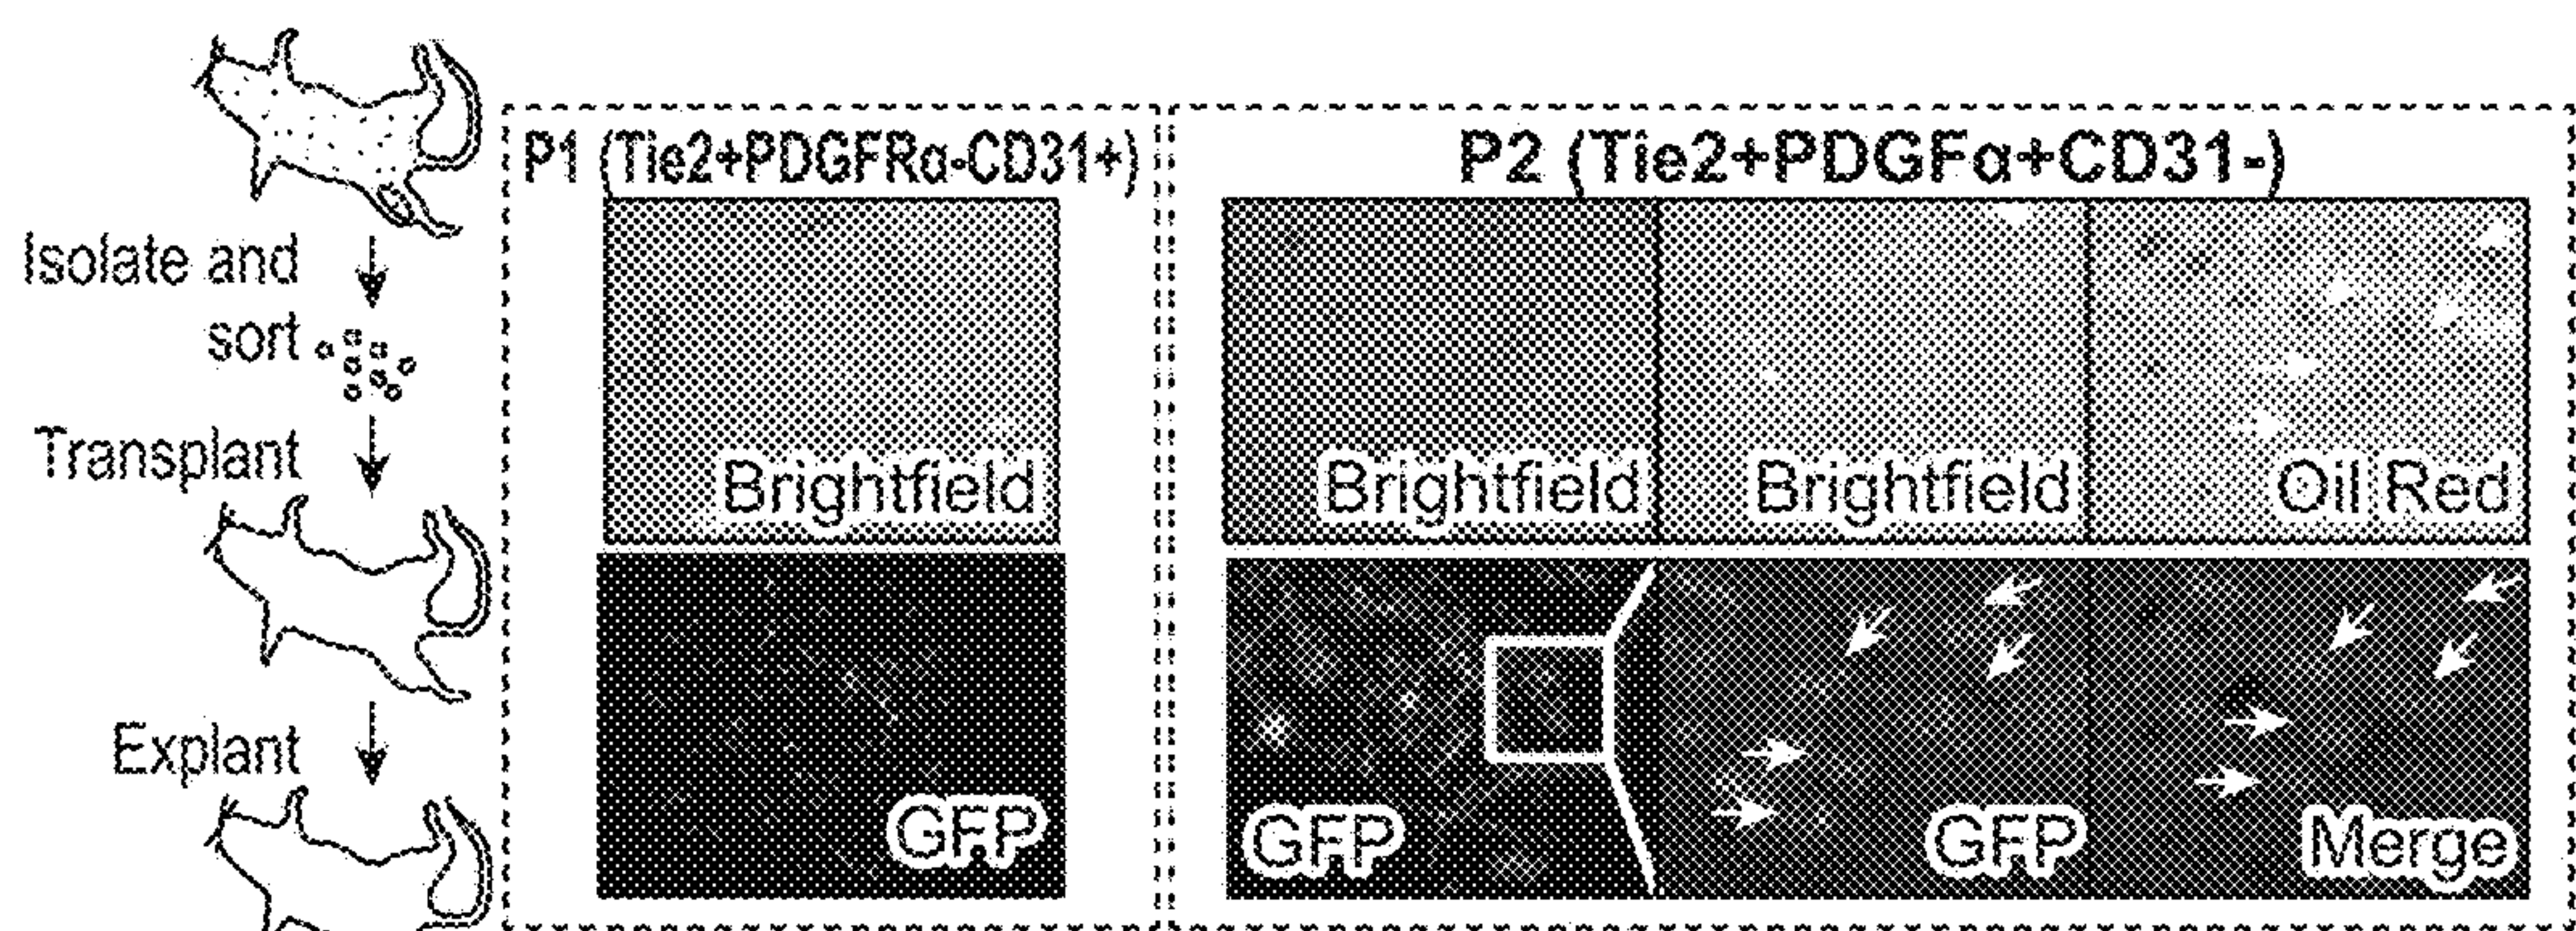 Isolate and
sort
Transplant
Explant
P1 (Tie2+PDGFRα-CD31+)
Brightfield
GFP
P2 (Tie2+PDGFα+CD31-)
Brightfield
Brightfield
Oil Red
GFP
GFP
Merge